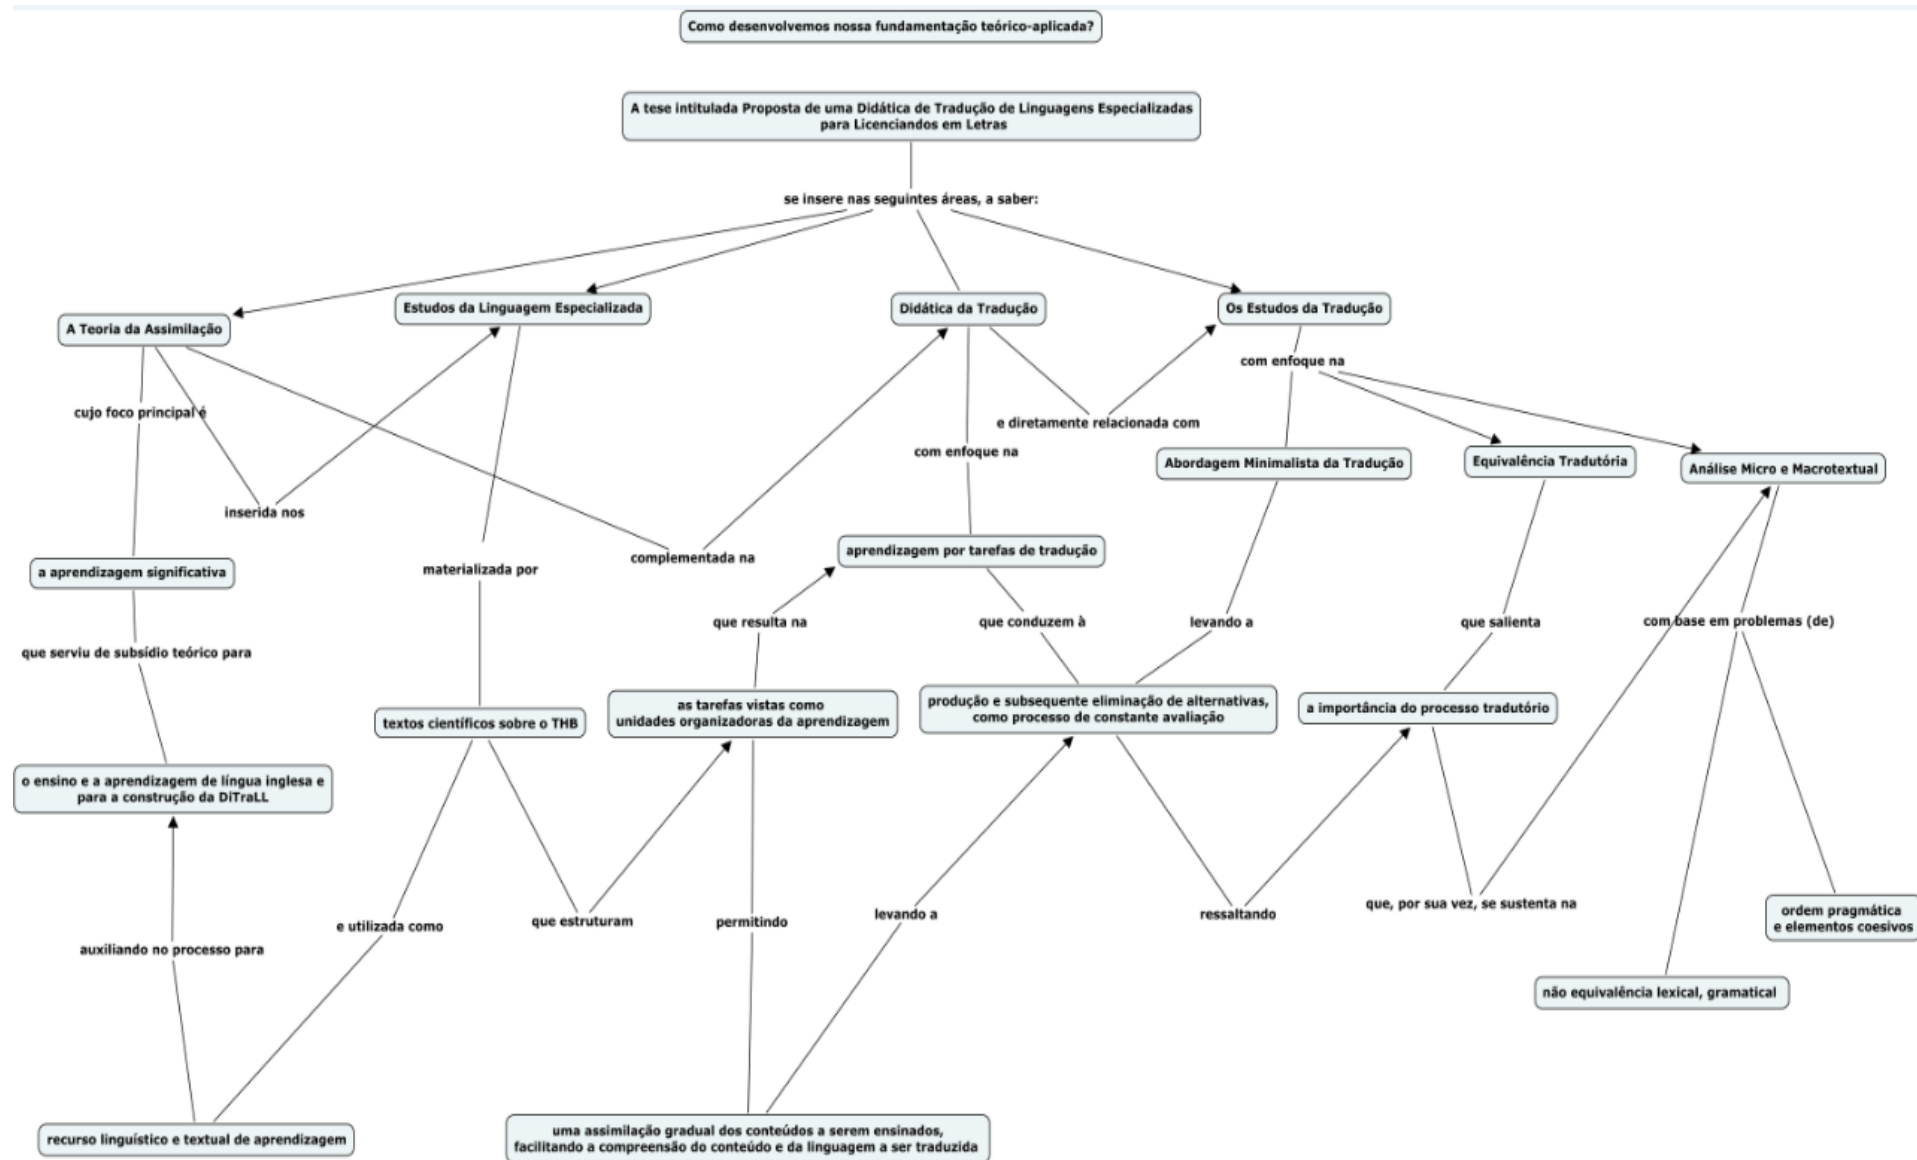 Como desenvolvemos nossa fundamentação teórico-aplicada?
A tese intitulada Proposta de uma Didática de Tradução de Linguagens Especializadas
para Licenciandos em Letras
se insere nas seguintes áreas, a saber:
A Teoria da Assimilação
Estudos da Linguagem Especializada
Didática da Tradução
Os Estudos da Tradução
com enfoque na
cujo foco principal é
e diretamente relacionada com
com enfoque na
Abordagem Minimalista da Tradução
Equivalência Tradutória
Análise Micro e Macrotextual
inserida nos
complementada na
aprendizagem por tarefas de tradução
a aprendizagem significativa
materializada por
que resulta na
que conduzem à
levando a
que salienta
com base em problemas (de)
que serviu de subsídio teórico para
textos científicos sobre o THB
as tarefas vistas como
unidades organizadoras da aprendizagem
produção e subsequente eliminação de alternativas,
como processo de constante avaliação
a importância do processo tradutório
o ensino e a aprendizagem de língua inglesa e
para a construção da DiTraLL
auxiliando no processo para
e utilizada como
que estruturam
permitindo
levando a
ressaltando
que, por sua vez, se sustenta na
ordem pragmática
e elementos coesivos
não equivalência lexical, gramatical
recurso linguístico e textual de aprendizagem
uma assimilação gradual dos conteúdos a serem ensinados,
facilitando a compreensão do conteúdo e da linguagem a ser traduzida